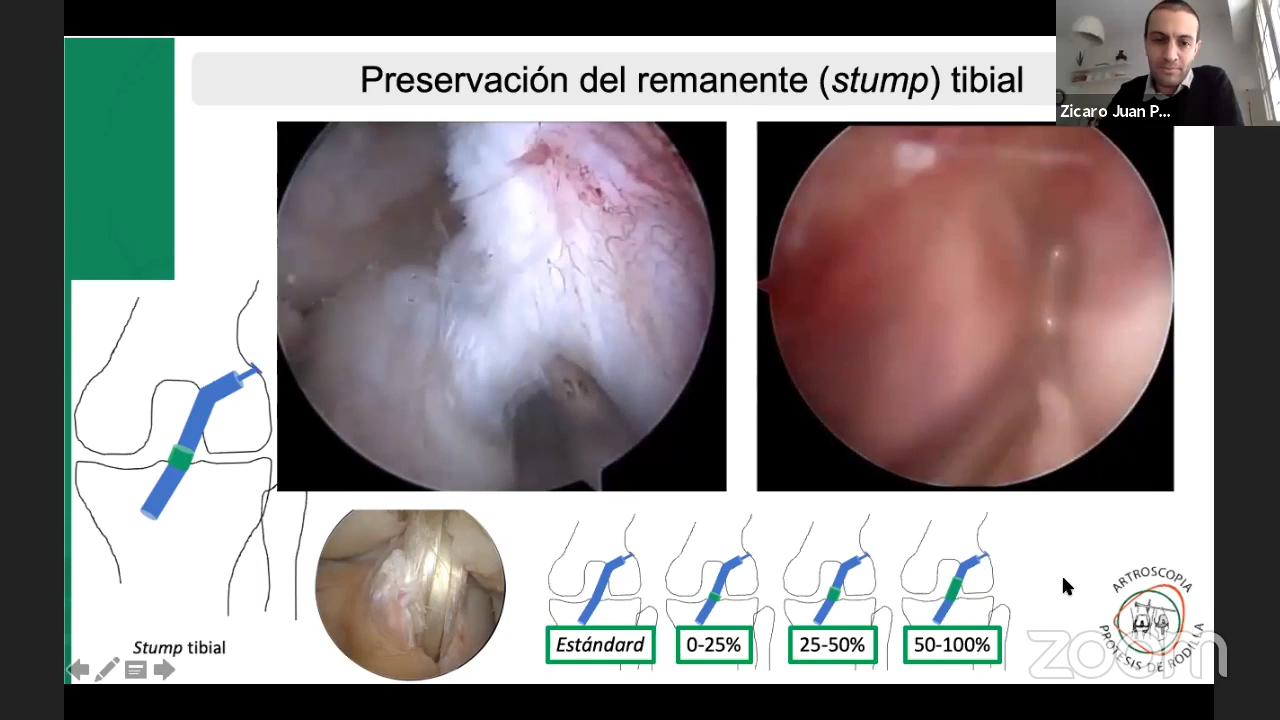 Preservación del remanente (stump) tibial
Zicaro Juan P...
Stump tibial
Estándard
0-25%
25-50%
50-100%
ARTROSCOPIA
PRÓTESIS DE RODILLA
zoom